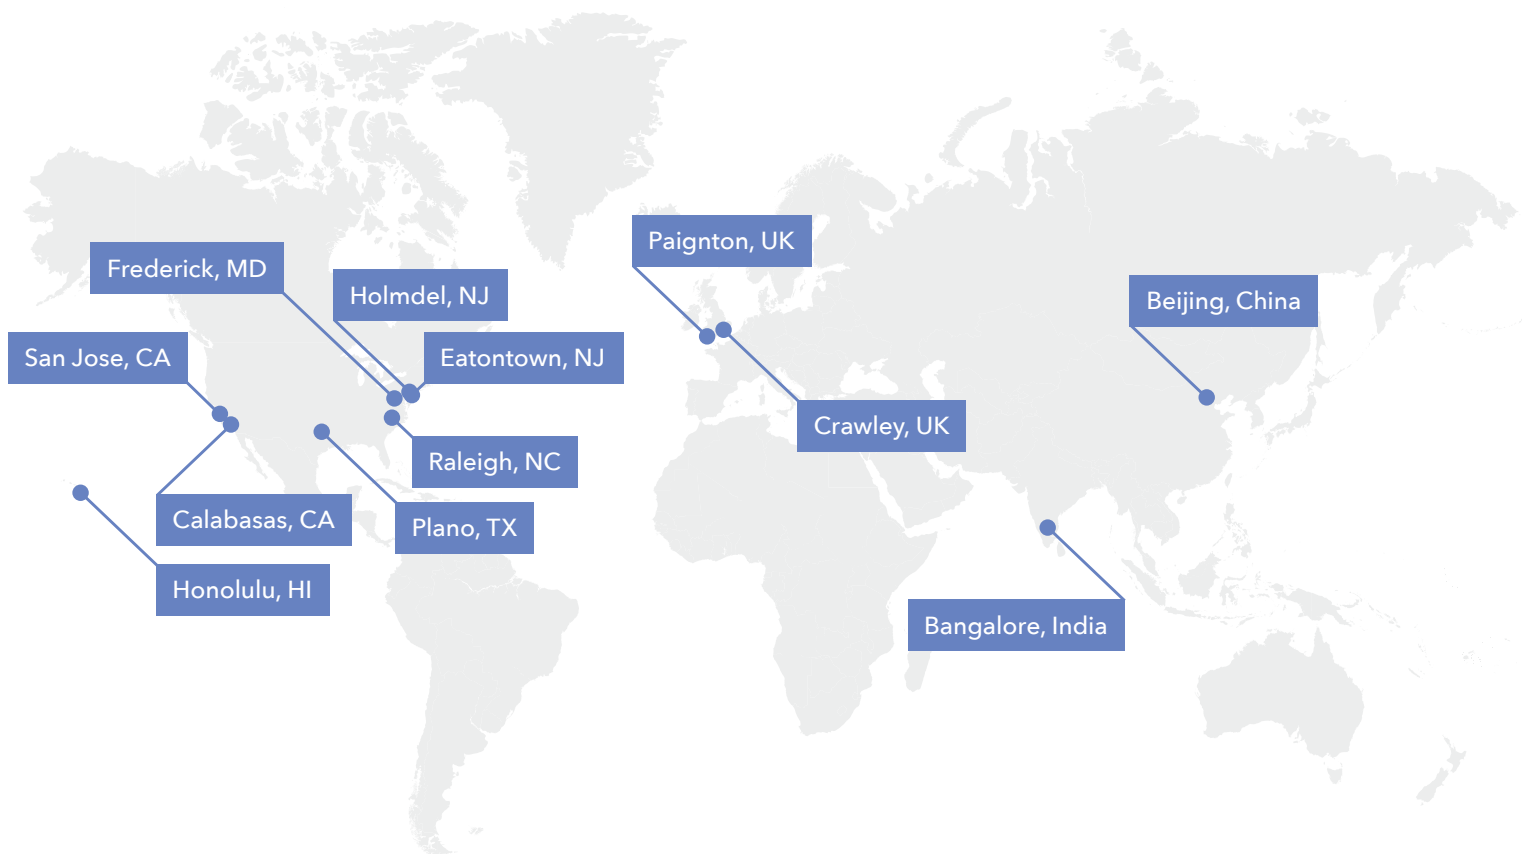 Paignton, UK
Frederick, MD
Holmdel, NJ
Beijing, China
San Jose, CA
Eatontown, NJ
Crawley, UK
Raleigh, NC
Calabasas, CA
Plano, TX
Honolulu, HI
Bangalore, India